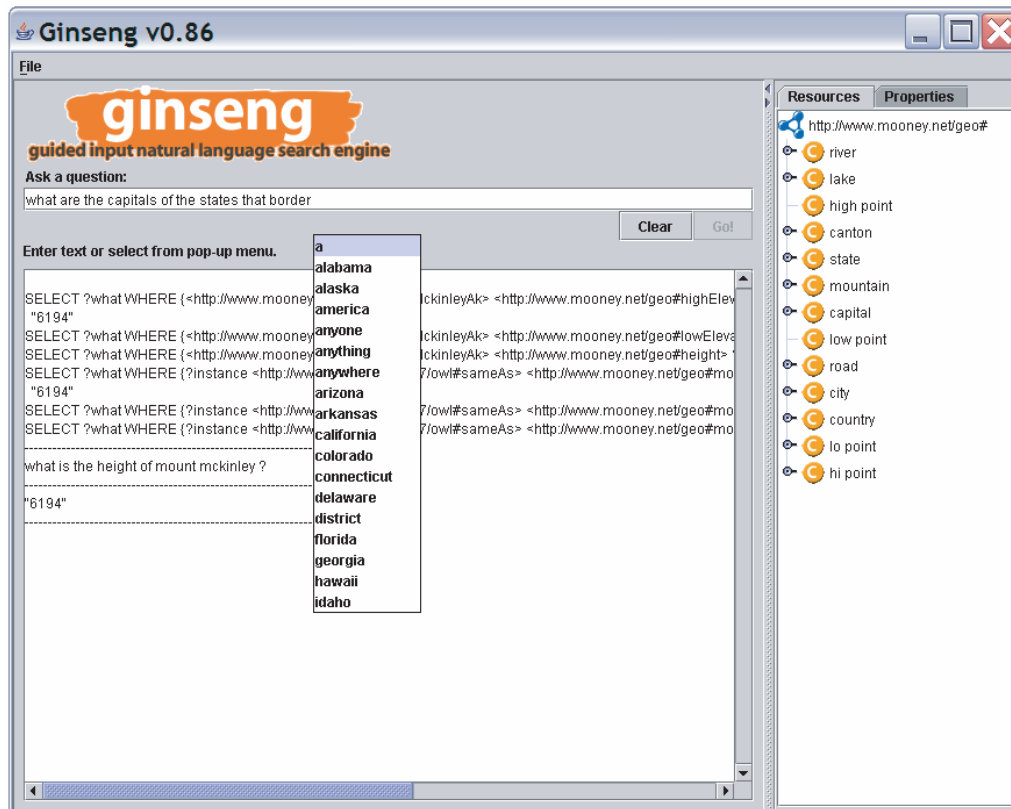 Ginseng v0.86
File
ginseng
guided input natural language search engine
Ask a question:
what are the capitals of the states that border
Clear
Go!
Enter text or select from pop-up menu.
a
alabama
alaska
america
anyone
anything
anywhere
arizona
arkansas
california
colorado
connecticut
delaware
district
florida
georgia
hawaii
idaho
SELECT ?what WHERE {<http://www.mooney ckinleyAk> <http://www.mooney.net/geo#highElev
"6194"
SELECT ?what WHERE {<http://www.mooney ckinleyAk> <http://www.mooney.net/geo#lowEleva
SELECT ?what WHERE {<http://www.mooney ckinleyAk> <http://www.mooney.net/geo#height>
SELECT ?what WHERE {?instance <http://ww 7/owl#sameAs> <http://www.mooney.net/geo#mo
"6194"
SELECT ?what WHERE {?instance <http://ww 7/owl#sameAs> <http://www.mooney.net/geo#mo
SELECT ?what WHERE {?instance <http://ww 7/owl#sameAs> <http://www.mooney.net/geo#mo
what is the height of mount mckinley ?
"6194"
Resources Properties
http://www.mooney.net/geo#
C river
C lake
C high point
C canton
C state
C mountain
C capital
C low point
C road
C city
C country
C lo point
C hi point